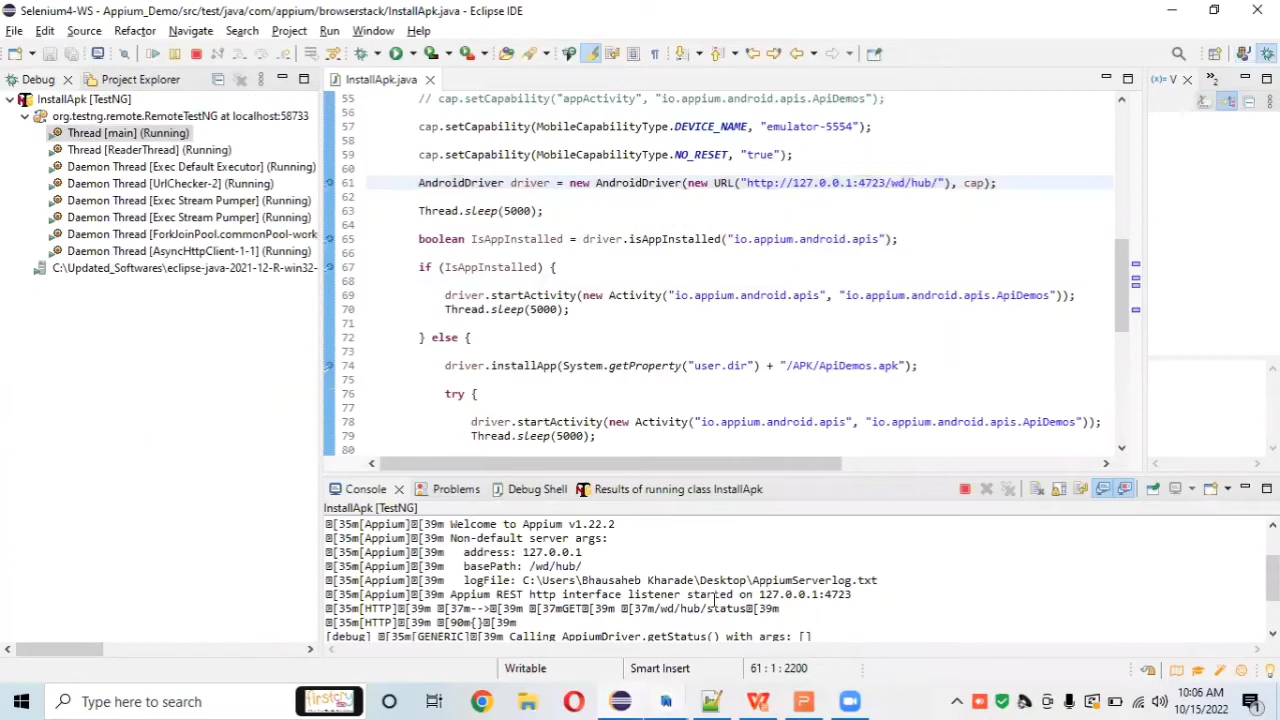 Selenium4-WS - Appium_Demo/src/test/java/com/appium/browserstack/InstallApk.java - Eclipse IDE
File Edit Source Refactor Navigate Search Project Run Window Help
Debug Project Explorer
InstallApk.java
V
InstallApk [TestNG]
org.testng.remote.RemoteTestNG at localhost:58733
Thread [main] (Running)
Thread [ReaderThread] (Running)
Daemon Thread [Exec Default Executor] (Running)
Daemon Thread [UrlChecker-2] (Running)
Daemon Thread [Exec Stream Pumper] (Running)
Daemon Thread [Exec Stream Pumper] (Running)
Daemon Thread [ForkJoinPool.commonPool-work
Daemon Thread [AsyncHttpClient-1-1] (Running)
C:\Updated_Softwares\eclipse-java-2021-12-R-win32-
55 // cap.setCapability("appActivity", "io.appium.android.apis.ApiDemos");
56
57 cap.setCapability(MobileCapabilityType.DEVICE_NAME, "emulator-5554");
58
59 cap.setCapability(MobileCapabilityType.NO_RESET, "true");
60
61 AndroidDriver driver = new AndroidDriver(new URL("http://127.0.0.1:4723/wd/hub/"), cap);
62
63 Thread.sleep(5000);
64
65 boolean IsAppInstalled = driver.isAppInstalled("io.appium.android.apis");
66
67 if (IsAppInstalled) {
68
69 driver.startActivity(new Activity("io.appium.android.apis", "io.appium.android.apis.ApiDemos"));
70 Thread.sleep(5000);
71
72 } else {
73
74 driver.installApp(System.getProperty("user.dir") + "/APK/ApiDemos.apk");
75
76 try {
77
78 driver.startActivity(new Activity("io.appium.android.apis", "io.appium.android.apis.ApiDemos"));
79 Thread.sleep(5000);
80
Console Problems Debug Shell Results of running class InstallApk
InstallApk [TestNG]
[35m[Appium][39m Welcome to Appium v1.22.2
[35m[Appium][39m Non-default server args:
[35m[Appium][39m address: 127.0.0.1
[35m[Appium][39m basePath: /wd/hub/
[35m[Appium][39m logFile: C:\Users\Bhausaheb Kharade\Desktop\AppiumServerlog.txt
[35m[Appium][39m Appium REST http interface listener started on 127.0.0.1:4723
[35m[HTTP][39m [37m-->[39m [37mGET[39m [37m/wd/hub/status[39m
[35m[HTTP][39m [90m{}[39m
[debug] [35m[GENERIC][39m Calling AppiumDriver.getStatus() with args: []
Writable Smart Insert 61 : 1 : 2200
Type here to search
firstcry
10:06 AM
10/15/2022
1